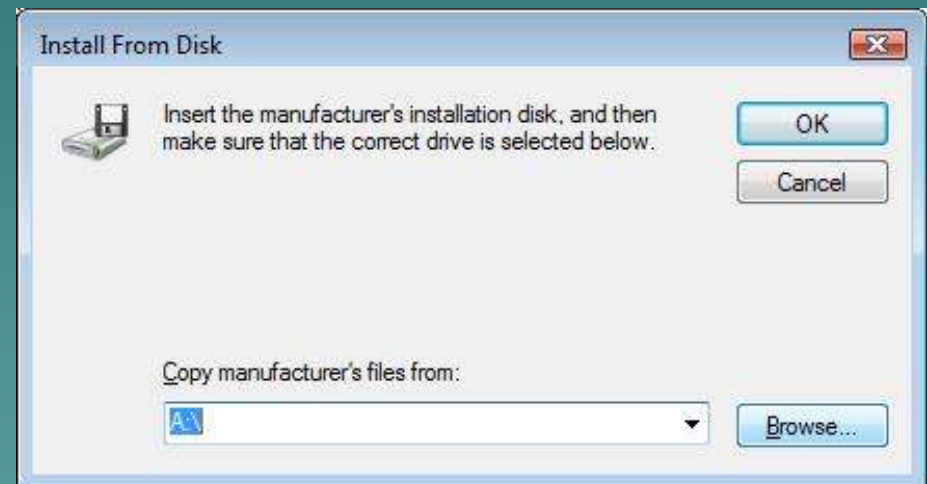 Install From Disk
Insert the manufacturer's installation disk, and then
make sure that the correct drive is selected below.
OK
Cancel
Copy manufacturer's files from:
A:\
Browse...